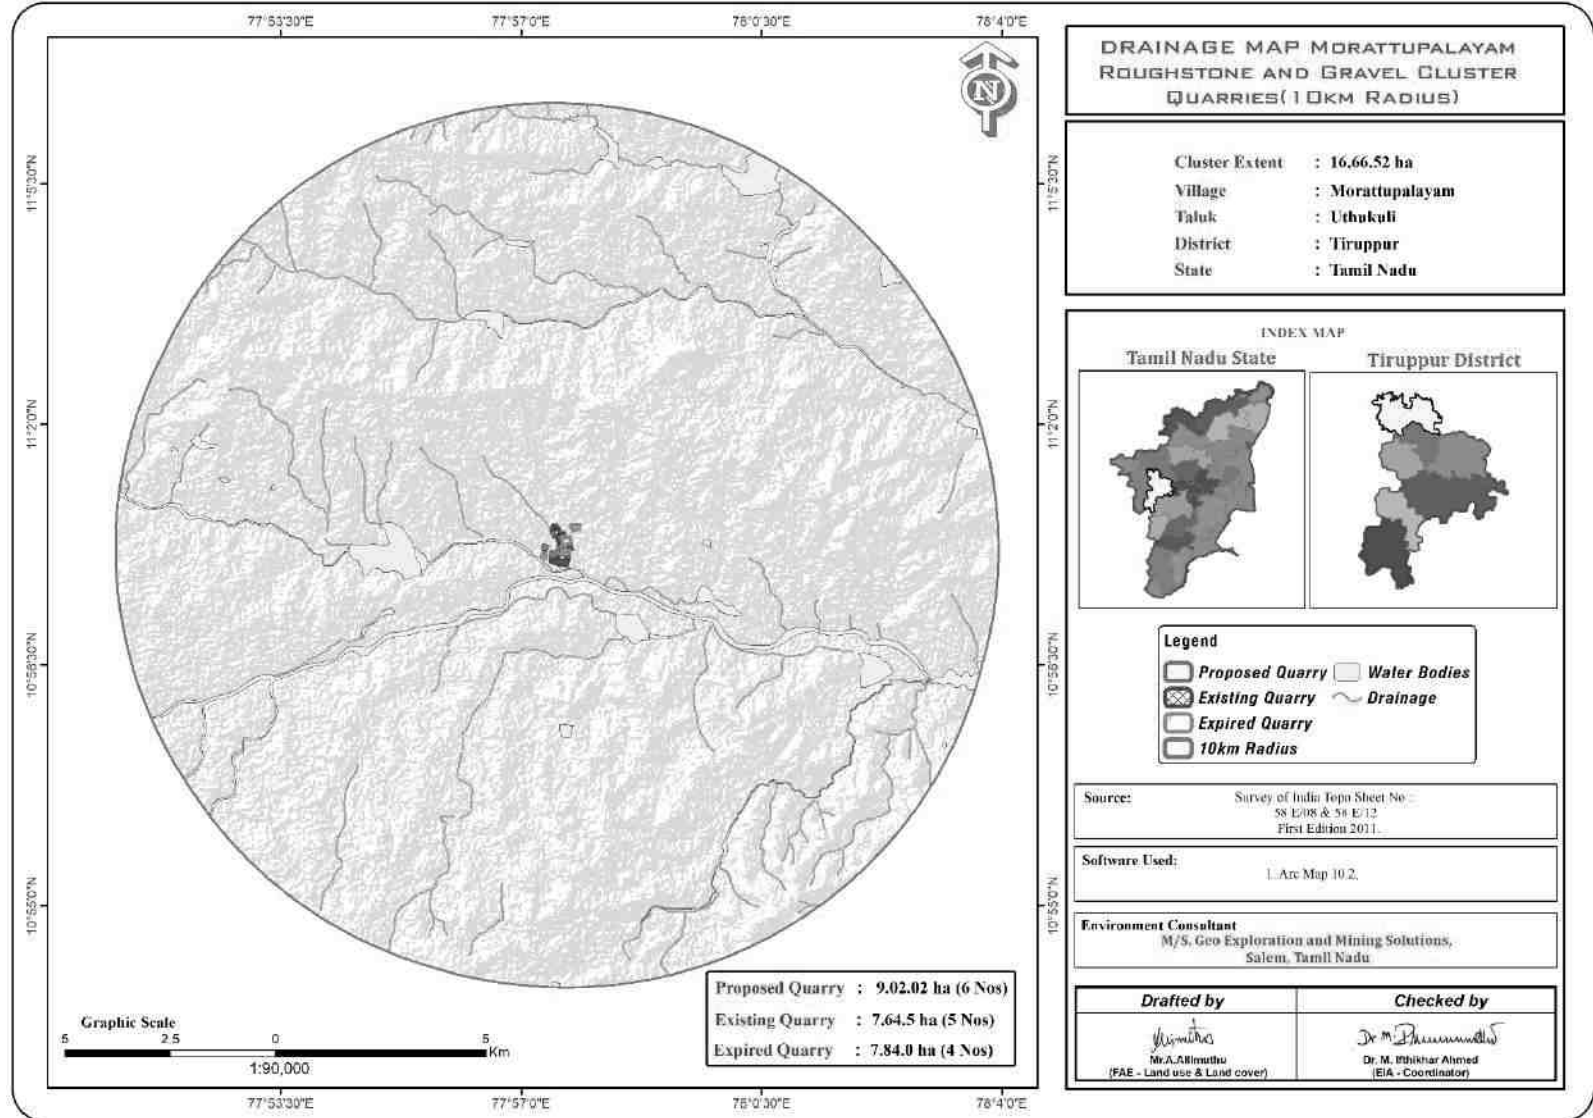 77°53'30"E 77°57'0"E 78°0'30"E 78°4'0"E
DRAINAGE MAP MORATTUPALAYAM
ROUGHSTONE AND GRAVEL CLUSTER
QUARRIES(10KM RADIUS)
N
Cluster Extent : 16.66.52 ha
Village : Morattupalayam
Taluk : Uthukuli
District : Tiruppur
State : Tamil Nadu
11°5'30"N 11°5'30"N
11°2'0"N 11°2'0"N
10°58'30"N 10°58'30"N
10°55'0"N 10°55'0"N
INDEX MAP
Tamil Nadu State Tiruppur District
Legend
Proposed Quarry Water Bodies
Existing Quarry Drainage
Expired Quarry
10km Radius
Source: Survey of India Topo Sheet No :
58 E/08 & 58 E/12
First Edition 2011.
Software Used:
1. Arc Map 10.2.
Environment Consultant
M/S. Geo Exploration and Mining Solutions,
Salem, Tamil Nadu
Proposed Quarry : 9.02.02 ha (6 Nos)
Existing Quarry : 7.64.5 ha (5 Nos)
Expired Quarry : 7.84.0 ha (4 Nos)
Graphic Scale
5 2.5 0 5
Km
1:90,000
Drafted by Checked by
Mr.A.Allimuthu Dr. M. Ifthikhar Ahmed
(FAE - Land use & Land cover) (EIA - Coordinator)
77°53'30"E 77°57'0"E 78°0'30"E 78°4'0"E